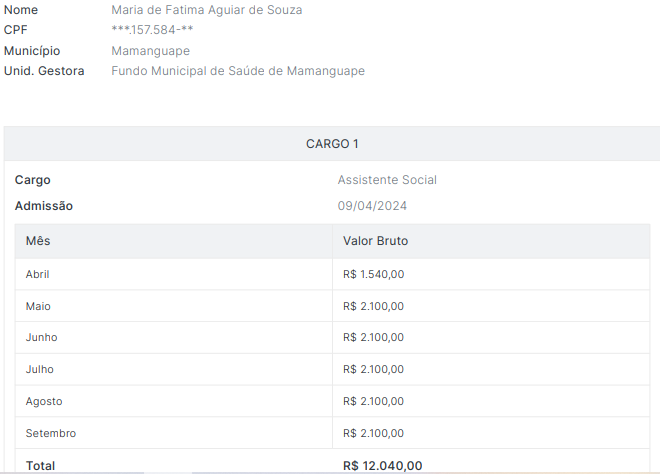 Nome Maria de Fatima Aguiar de Souza
CPF ***.157.584-**
Município Mamanguape
Unid. Gestora Fundo Municipal de Saúde de Mamanguape
CARGO 1
Cargo Assistente Social
Admissão 09/04/2024
Mês Valor Bruto
Abril R$ 1.540,00
Maio R$ 2.100,00
Junho R$ 2.100,00
Julho R$ 2.100,00
Agosto R$ 2.100,00
Setembro R$ 2.100,00
Total R$ 12.040,00